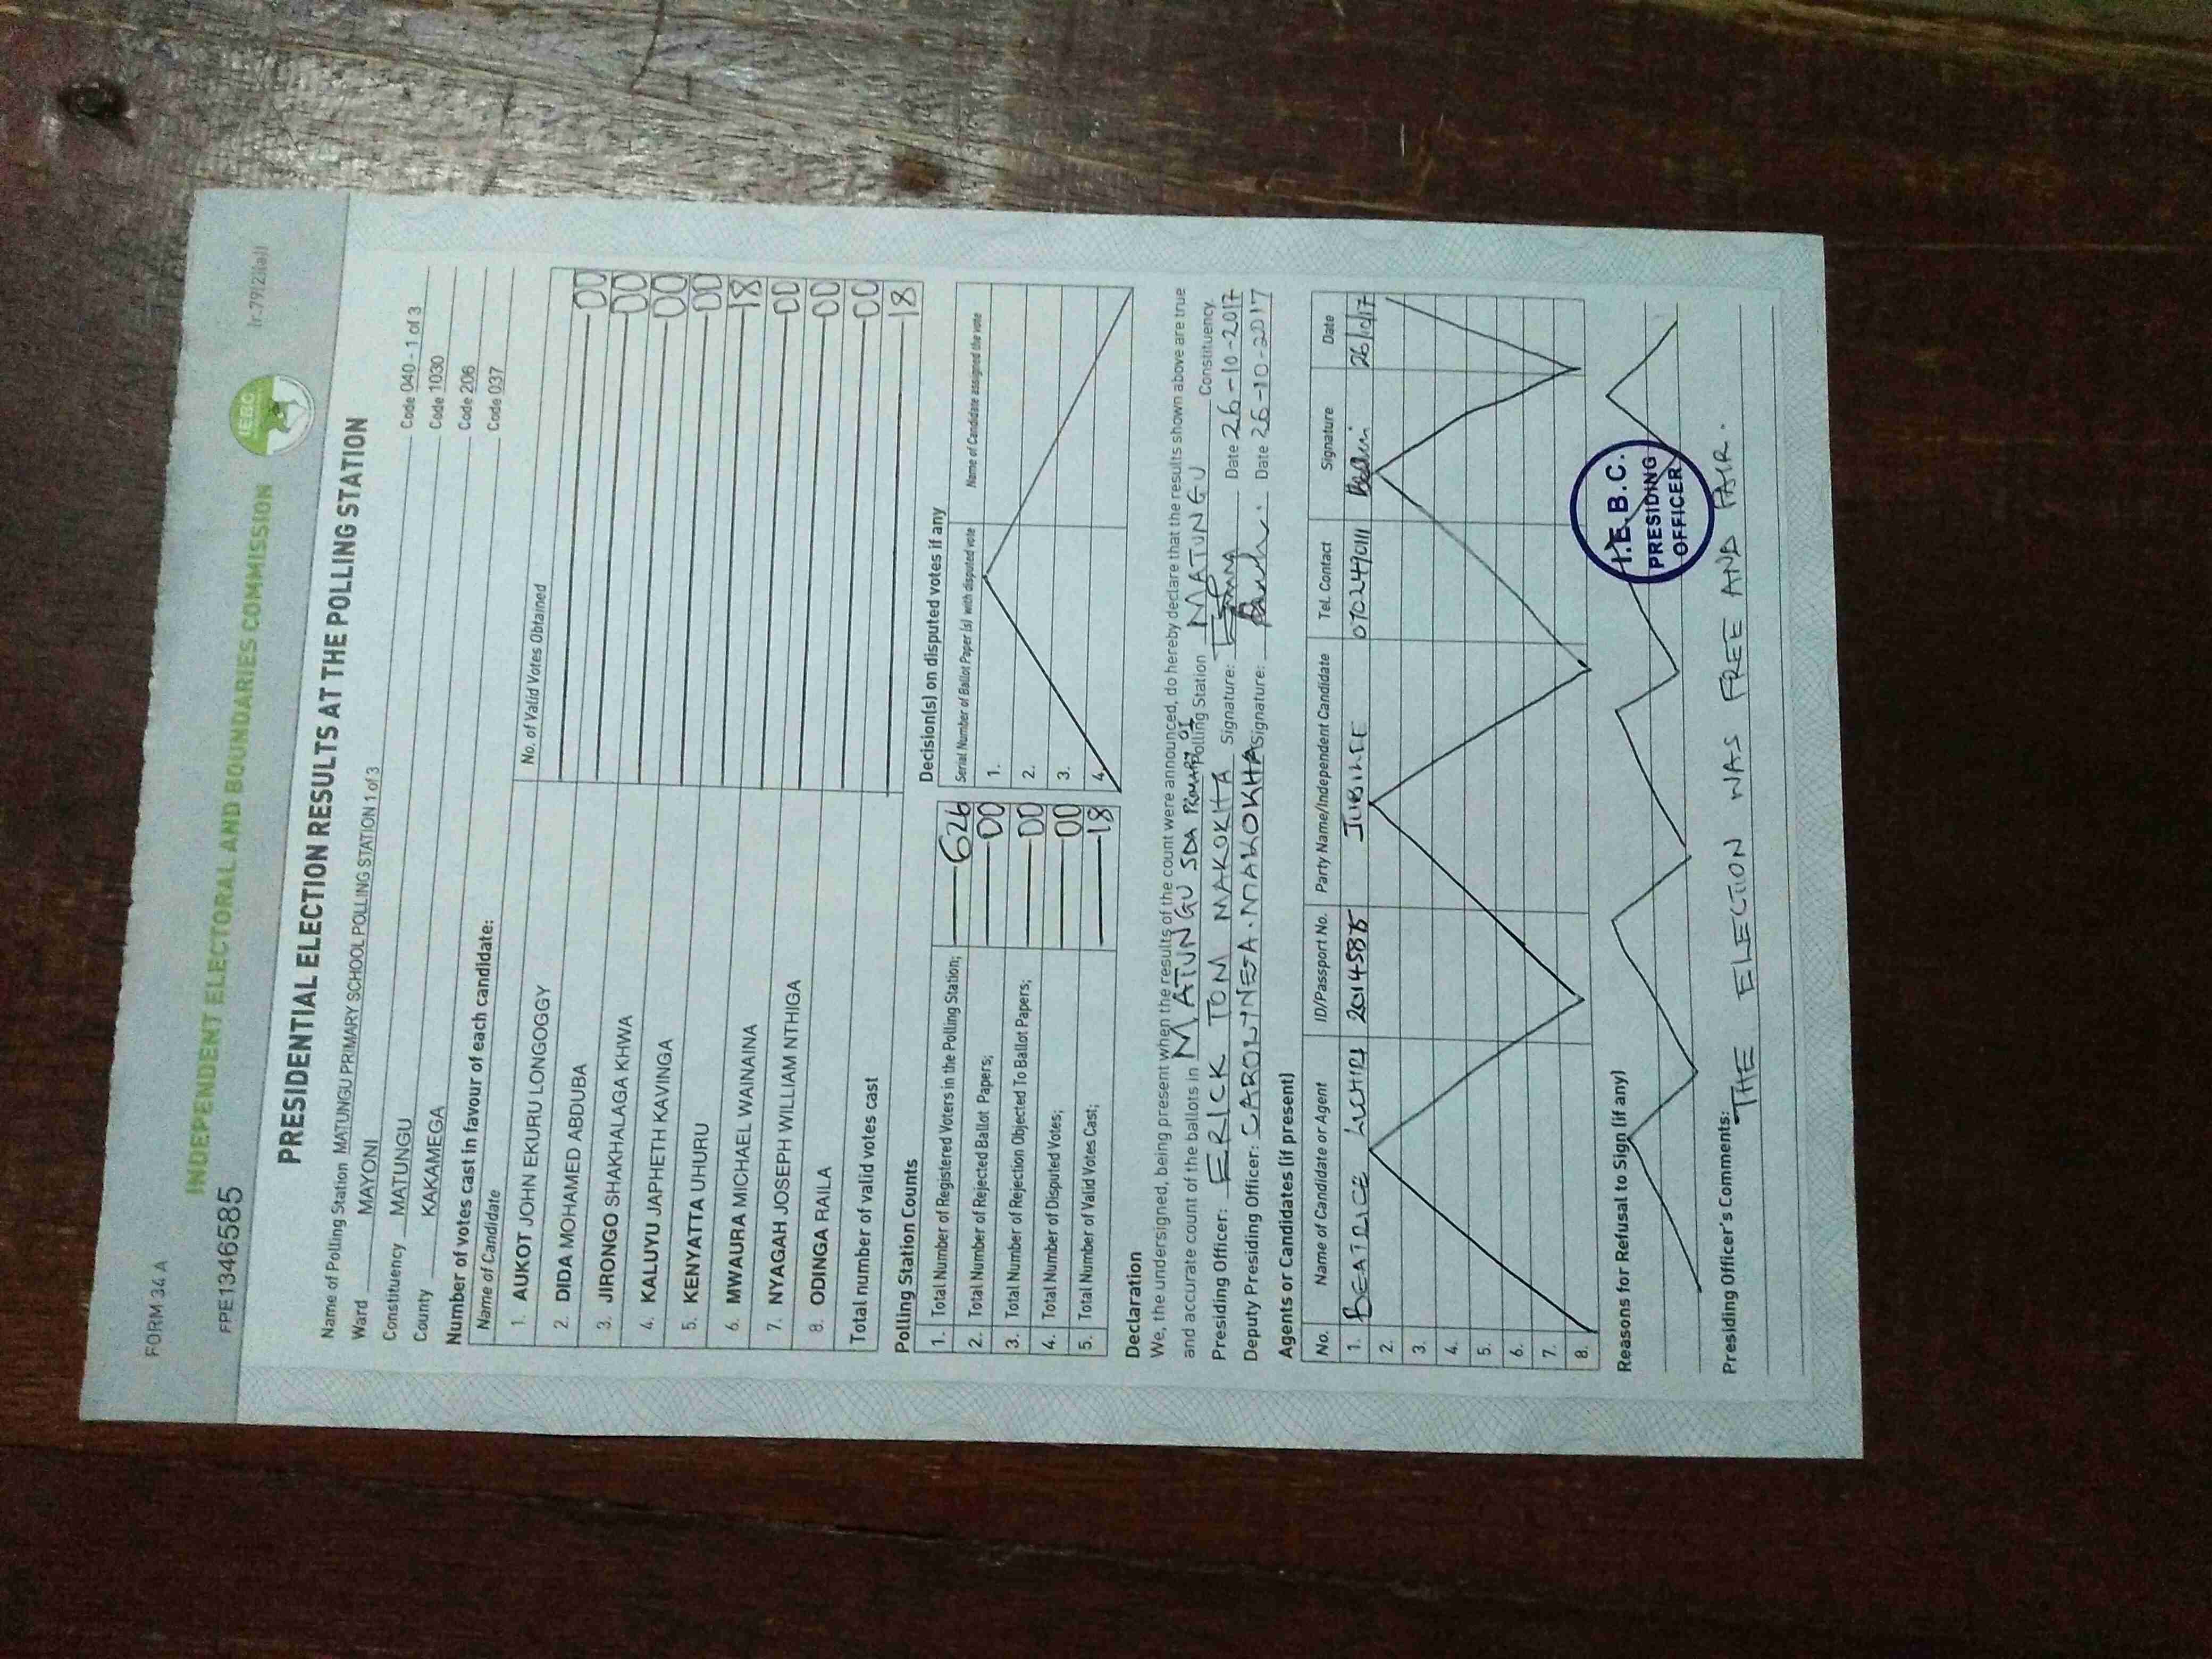 FORM 34 A
Ir.79(2)(a)
INDEPENDENT ELECTORAL AND BOUNDARIES COMMISSION
IEBC
FPE1346585
PRESIDENTIAL ELECTION RESULTS AT THE POLLING STATION
Name of Polling Station MATUNGU PRIMARY SCHOOL POLLING STATION 1 of 3 Code 040 - 1 of 3
Ward MAYONI Code 1030
Constituency MATUNGU Code 206
County KAKAMEGA Code 037
Number of votes cast in favour of each candidate:
Name of Candidate No. of Valid Votes Obtained
1. AUKOT JOHN EKURU LONGOGGY 00
2. DIDA MOHAMED ABDUBA 00
3. JIRONGO SHAKHALAGA KHWA 00
4. KALUYU JAPHETH KAVINGA 00
5. KENYATTA UHURU 18
6. MWAURA MICHAEL WAINAINA 00
7. NYAGAH JOSEPH WILLIAM NTHIGA 00
8. ODINGA RAILA 00
Total number of valid votes cast 18
Polling Station Counts
1. Total Number of Registered Voters in the Polling Station; 626
2. Total Number of Rejected Ballot Papers; 00
3. Total Number of Rejection Objected To Ballot Papers; 00
4. Total Number of Disputed Votes; 00
5. Total Number of Valid Votes Cast; 18
Decision(s) on disputed votes if any
Serial Number of Ballot Paper (s) with disputed vote Name of Candidate assigned the vote
1.
2.
3.
4.
Declaration
We, the undersigned, being present when the results of the count were announced, do hereby declare that the results shown above are true
and accurate count of the ballots in MATUNGU SDA PRIMARY 01 Polling Station MATUNGU Constituency.
Presiding Officer: ERICK TOM MAKOKHA Signature: Date 26-10-2017
Deputy Presiding Officer: CAROLYNE A. MAKOKHA Signature: Date 26-10-2017
Agents or Candidates (if present)
No. Name of Candidate or Agent ID/Passport No. Party Name/Independent Candidate Tel. Contact Signature Date
1. BEATRICE JUBILEE 26/10/17
2.
3.
4.
5.
6.
7.
8.
Reasons for Refusal to Sign (if any)
I.E.B.C.
PRESIDING
OFFICER
Presiding Officer's Comments:
THE ELECTION WAS FREE AND FAIR.